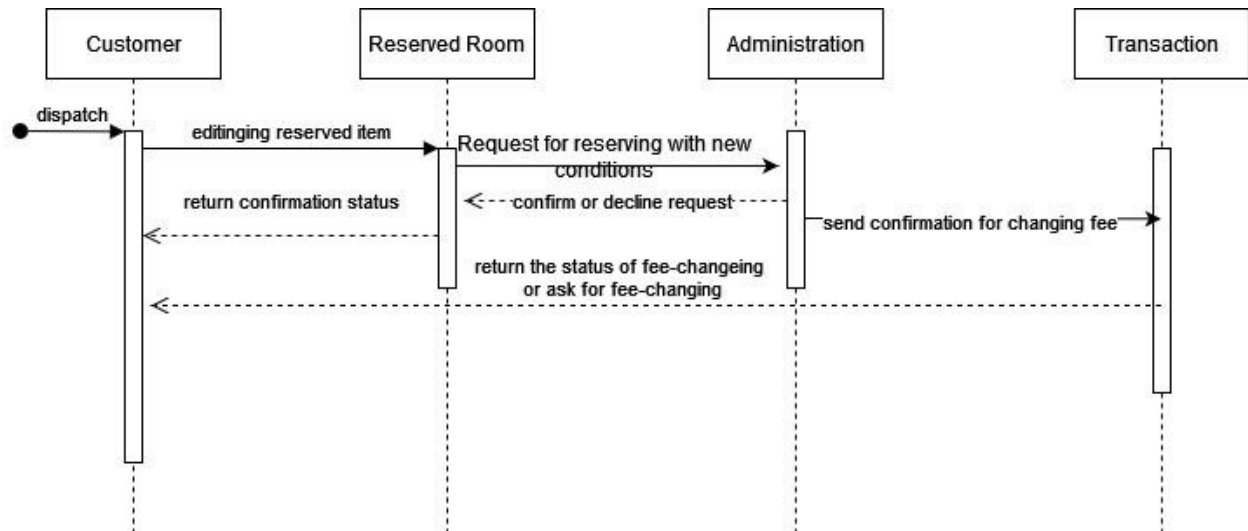 Customer
Reserved Room
Administration
Transaction
dispatch
editinging reserved item
Request for reserving with new
conditions
return confirmation status
confirm or decline request
send confirmation for changing fee
return the status of fee-changeing
or ask for fee-changing